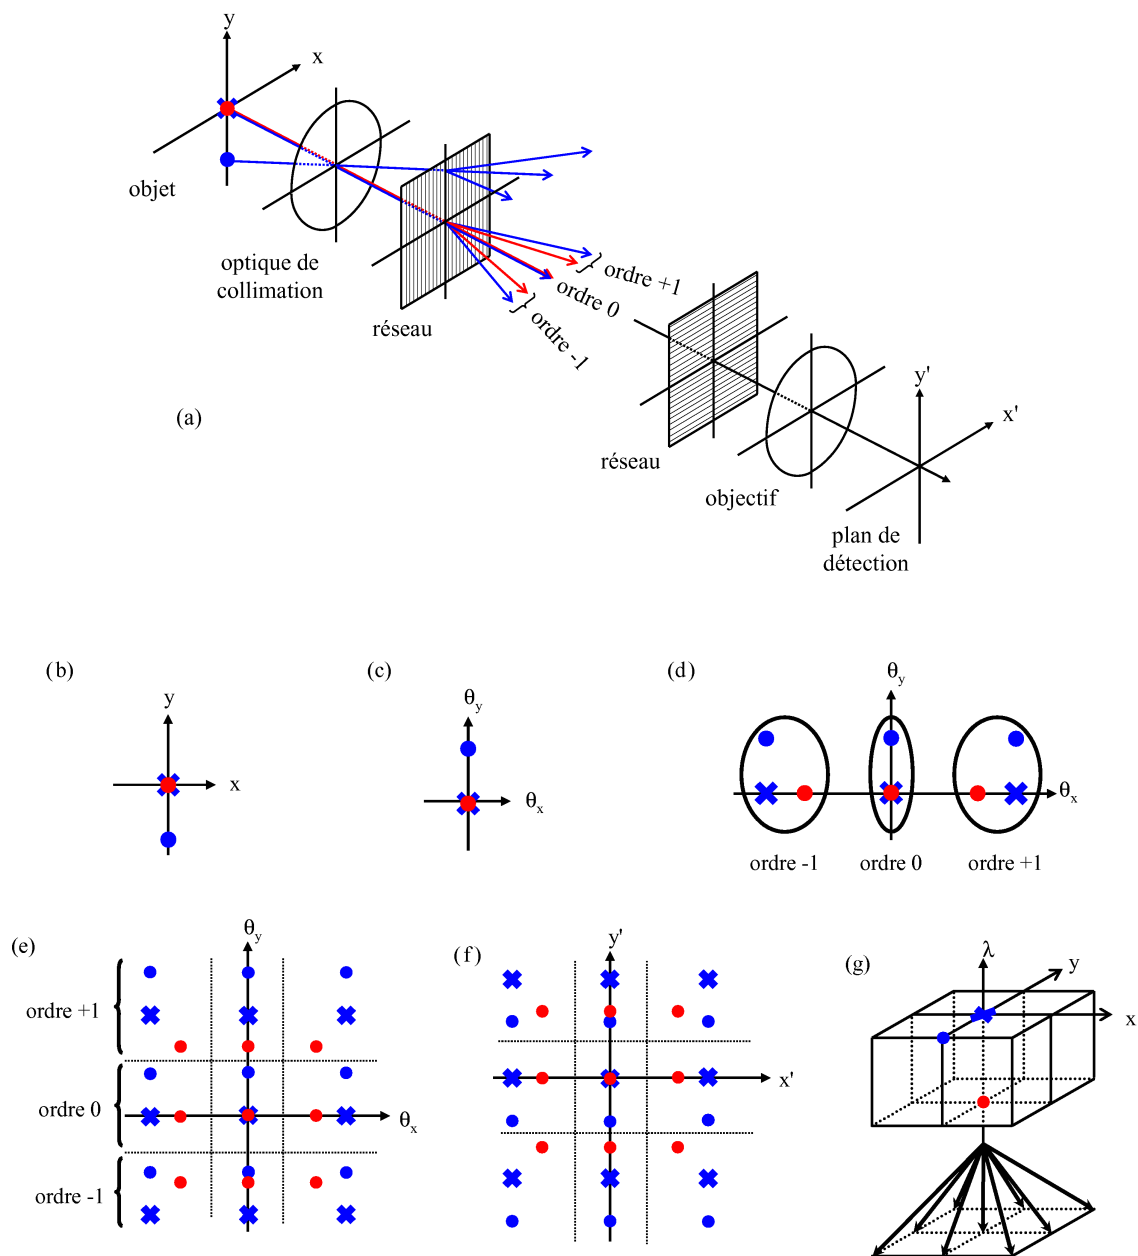 y
x
objet
optique de
collimation
réseau
ordre +1
ordre 0
ordre -1
(a)
réseau
objectif
y'
x'
plan de
détection
(b)
y
x
(c)
θy
θx
(d)
θy
θx
ordre -1
ordre 0
ordre +1
(e)
θy
ordre +1
ordre 0
θx
ordre -1
(f)
y'
x'
(g)
λ
y
x